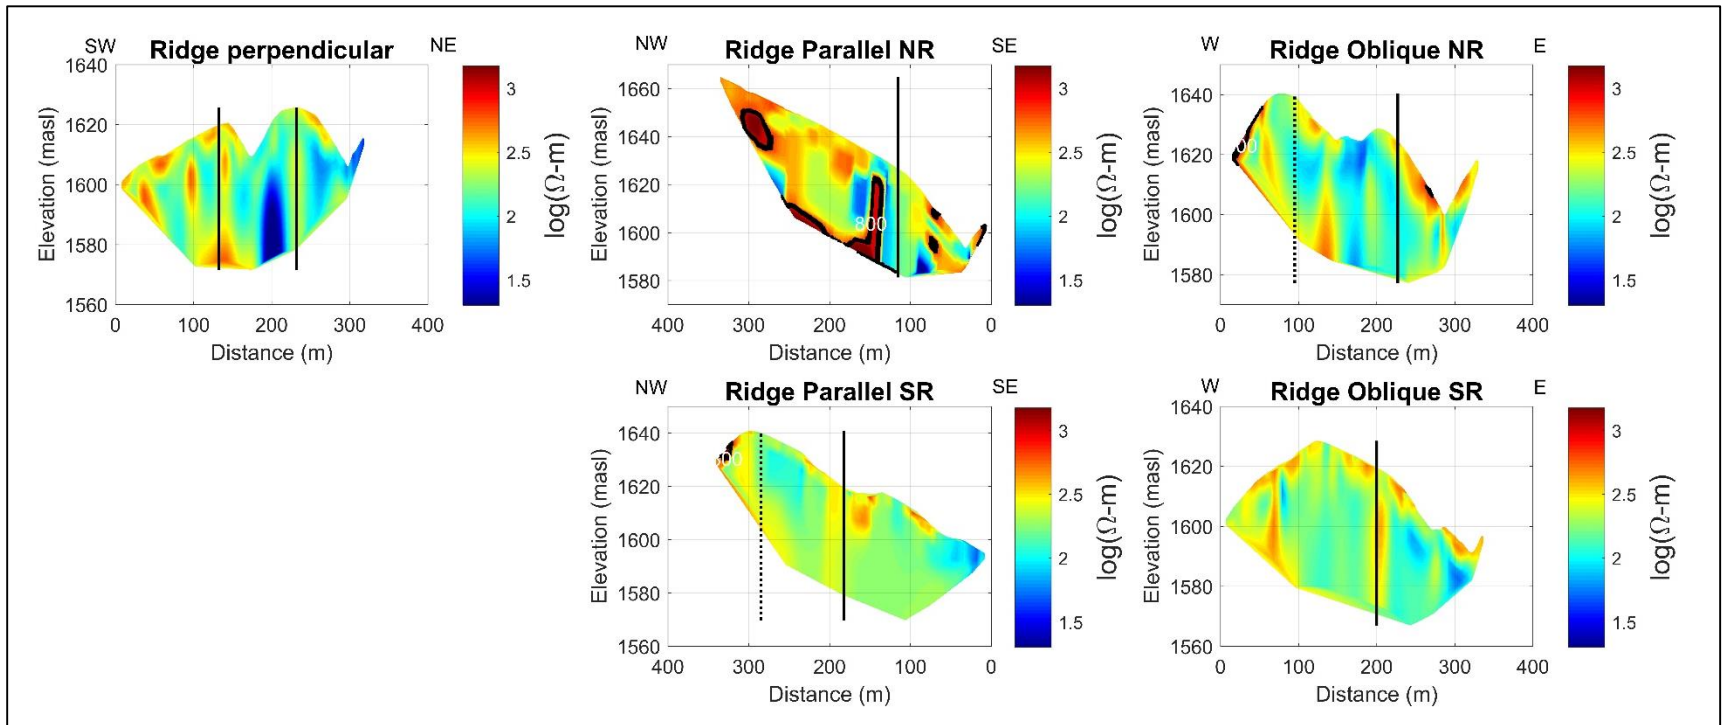 SW Ridge perpendicular NE
1640
1620
1600
1580
1560
0 100 200 300 400
Elevation (masl)
Distance (m)
3
2.5
2
1.5
log(Ω-m)
NW Ridge Parallel NR SE
1660
1640
1620
1600
1580
400 300 200 100 0
Elevation (masl)
Distance (m)
800
3
2.5
2
1.5
log(Ω-m)
W Ridge Oblique NR E
1640
1620
1600
1580
0 100 200 300 400
Elevation (masl)
Distance (m)
00
3
2.5
2
1.5
log(Ω-m)
NW Ridge Parallel SR SE
1640
1620
1600
1580
1560
400 300 200 100 0
Elevation (masl)
Distance (m)
00
3
2.5
2
1.5
log(Ω-m)
W Ridge Oblique SR E
1640
1620
1600
1580
1560
0 100 200 300 400
Elevation (masl)
Distance (m)
3
2.5
2
1.5
log(Ω-m)